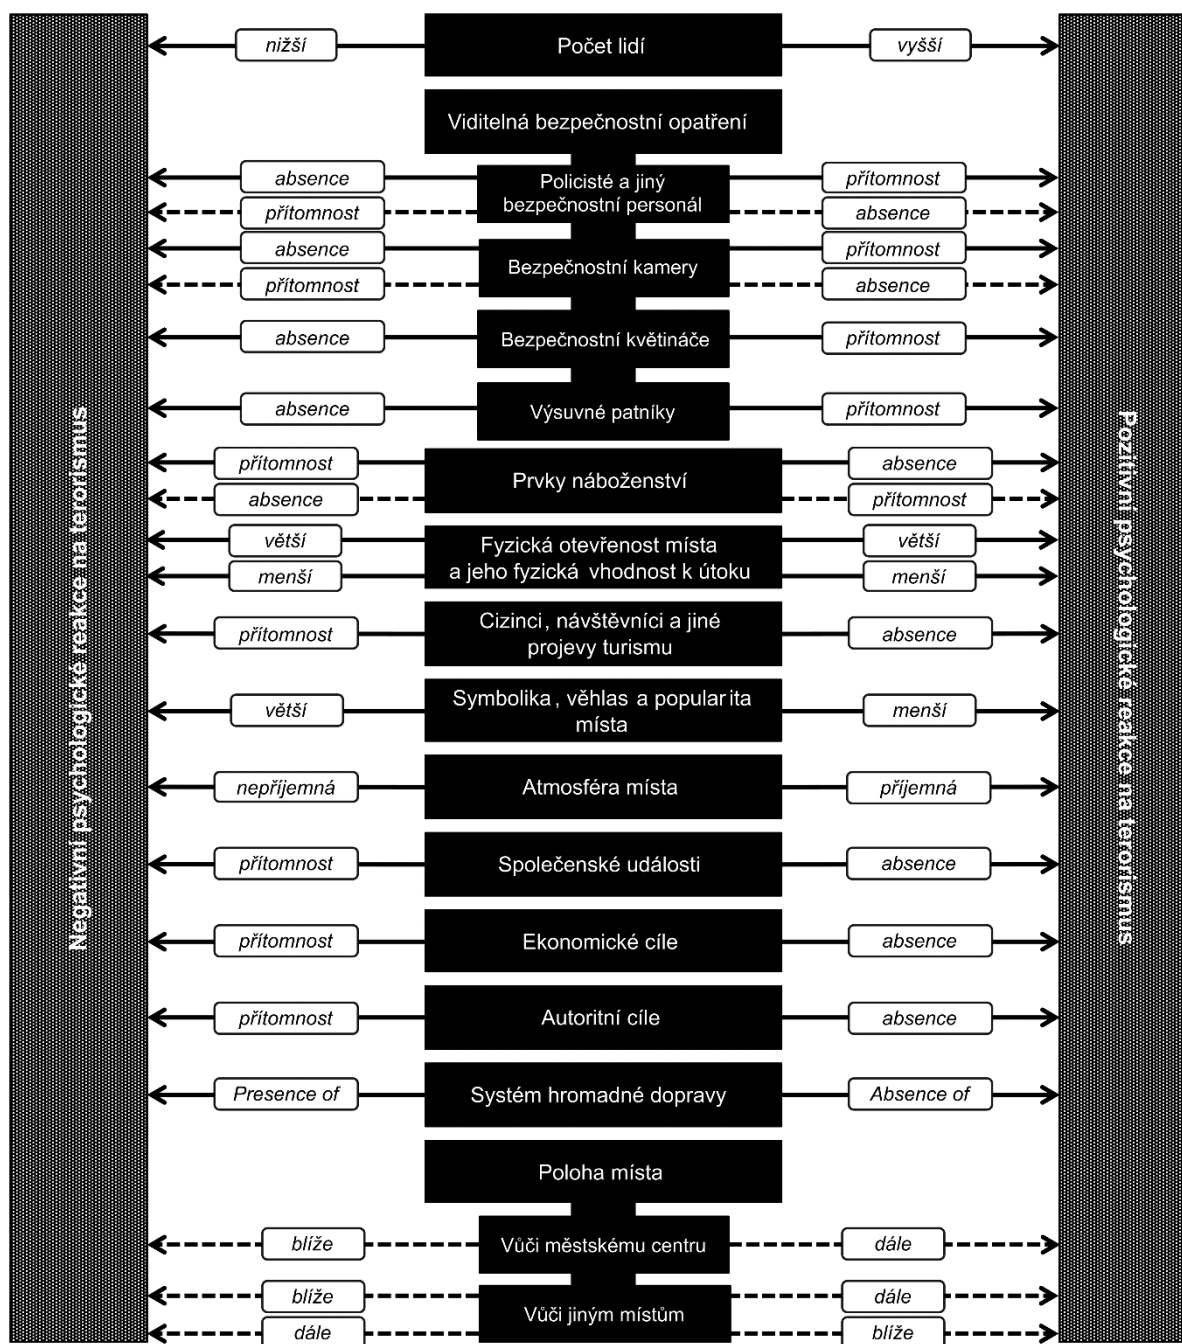 Negativní psychologické reakce na terorismus
nižší
Počet lidí
vyšší
Viditelná bezpečnostní opatření
absence
Policisté a jiný
bezpečnostní personál
přítomnost
přítomnost
absence
absence
Bezpečnostní kamery
přítomnost
přítomnost
absence
absence
Bezpečnostní květináče
přítomnost
absence
Výsuvné patníky
přítomnost
přítomnost
Prvky náboženství
absence
absence
přítomnost
větší
Fyzická otevřenost místa
a jeho fyzická vhodnost k útoku
větší
menší
menší
přítomnost
Cizinci, návštěvníci a jiné
projevy turismu
absence
větší
Symbolika, věhlas a popularita
místa
menší
nepříjemná
Atmosféra místa
příjemná
přítomnost
Společenské události
absence
přítomnost
Ekonomické cíle
absence
přítomnost
Autoritní cíle
absence
Presence of
Systém hromadné dopravy
Absence of
Poloha místa
blíže
Vůči městskému centru
dále
blíže
Vůči jiným místům
dále
dále
blíže
Pozitivní psychologické reakce na terorismus